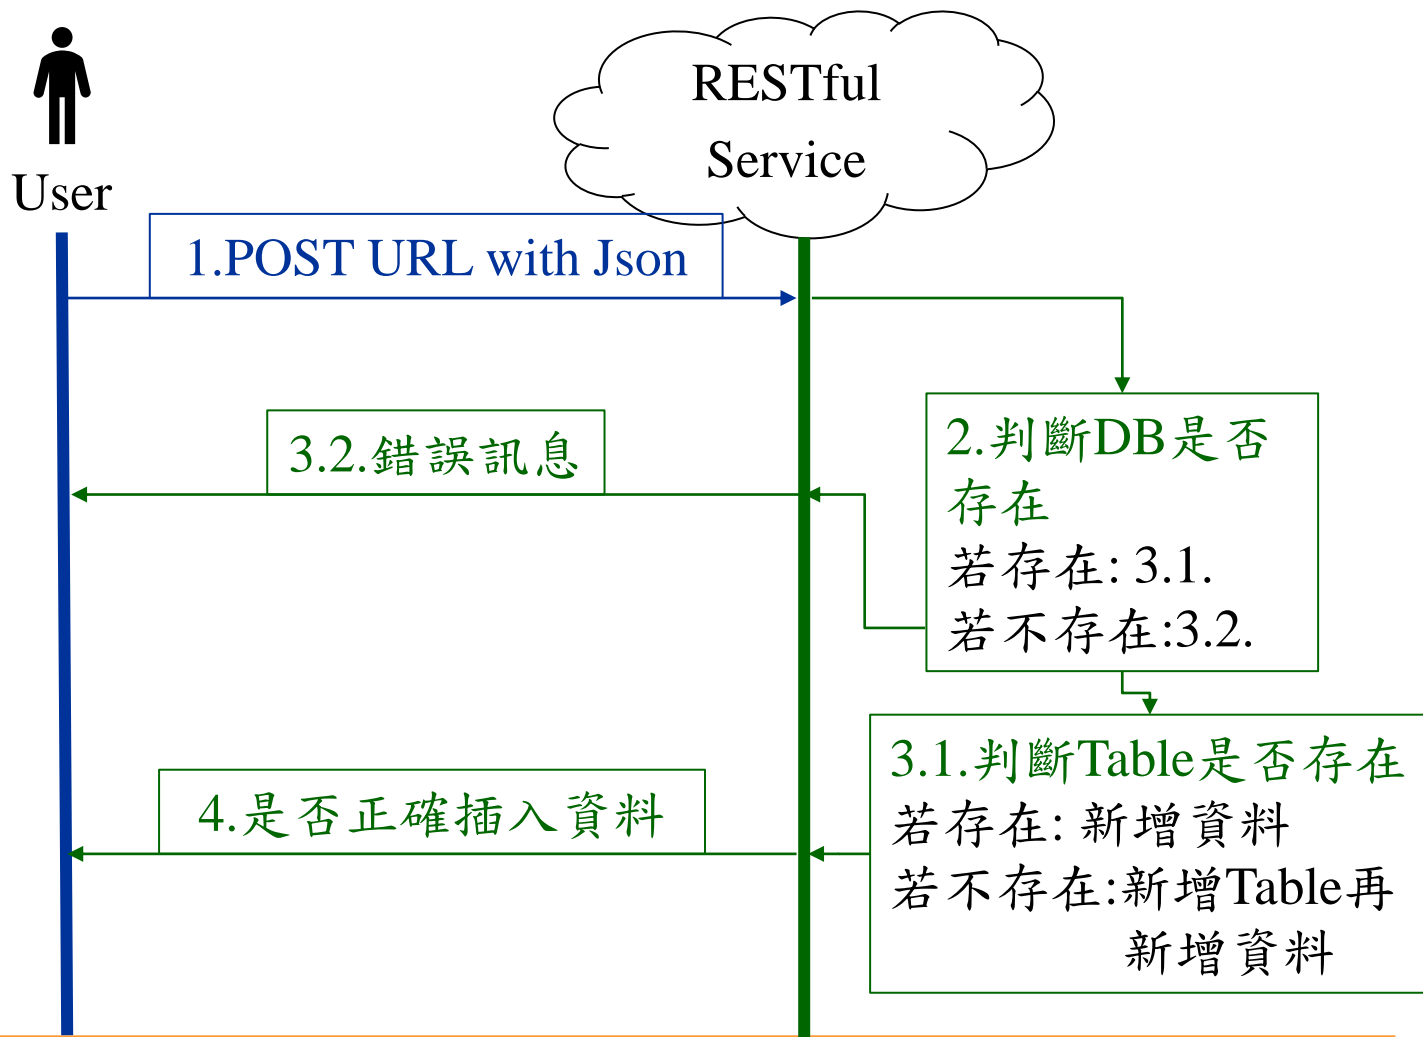 RESTful
Service
User
1.POST URL with Json
2.判斷DB是否
存在
若存在: 3.1.
若不存在:3.2.
3.2.錯誤訊息
3.1.判斷Table是否存在
若存在: 新增資料
若不存在:新增Table再
新增資料
4.是否正確插入資料